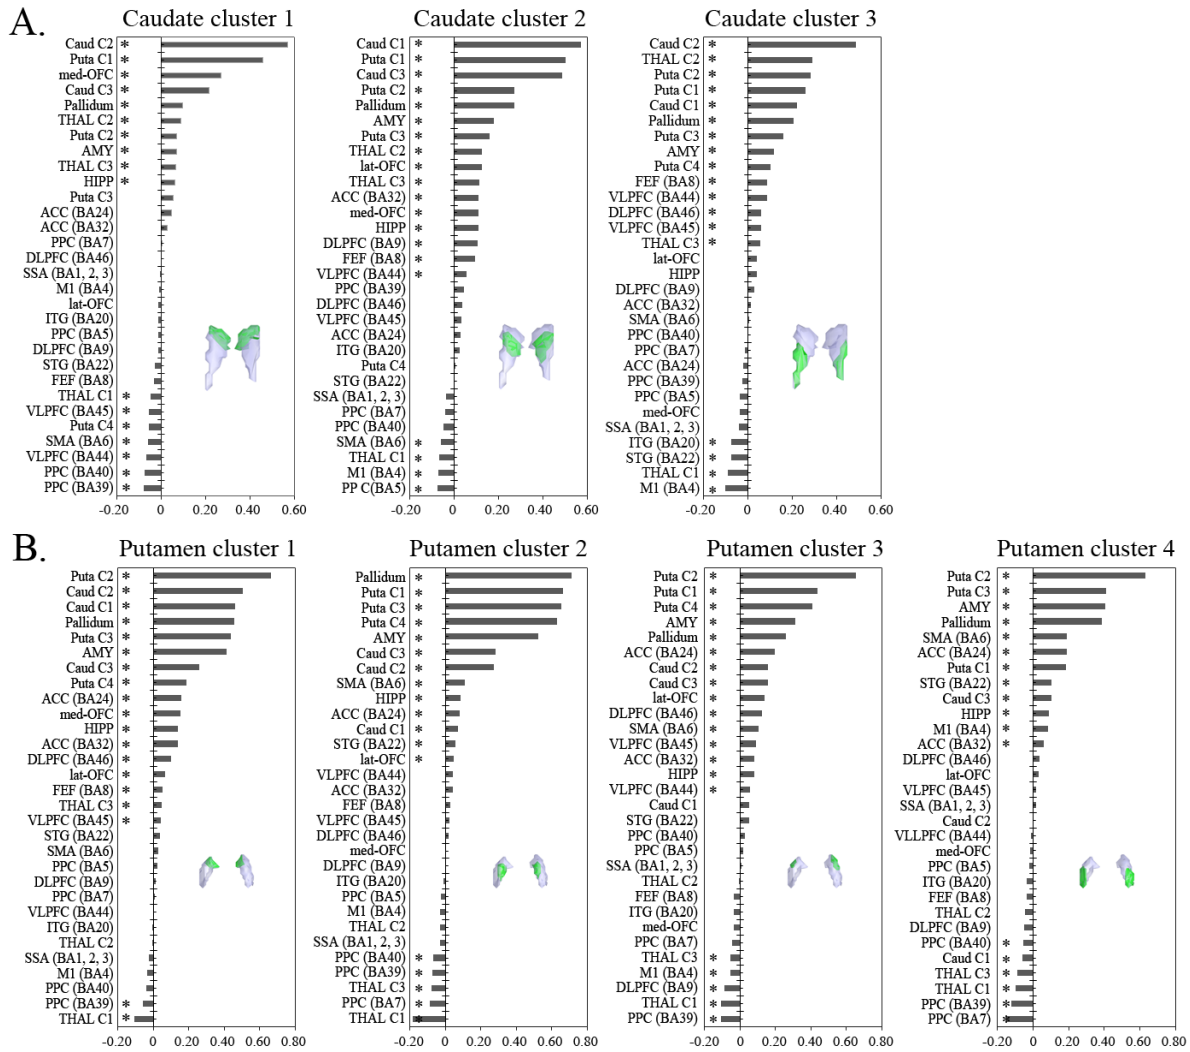 A.
Caudate cluster 1
Caud C2 *
Puta C1 *
med-OFC *
Caud C3 *
Pallidum *
THAL C2 *
Puta C2 *
AMY *
THAL C3 *
HIPP *
Puta C3
ACC (BA24)
ACC (BA32)
PPC (BA7)
DLPFC (BA46)
SSA (BA1, 2, 3)
M1 (BA4)
lat-OFC
ITG (BA20)
PPC (BA5)
DLPFC (BA9)
STG (BA22)
FEF (BA8)
THAL C1 *
VLPFC (BA45) *
Puta C4 *
SMA (BA6) *
VLPFC (BA44) *
PPC (BA40) *
PPC (BA39) *
-0.20 0 0.20 0.40 0.60
Caudate cluster 2
Caud C1 *
Puta C1 *
Caud C3 *
Puta C2 *
Pallidum *
AMY *
Puta C3 *
THAL C2 *
lat-OFC *
THAL C3 *
ACC (BA32) *
med-OFC *
HIPP *
DLPFC (BA9) *
FEF (BA8) *
VLPFC (BA44) *
PPC (BA39)
DLPFC (BA46)
VLPFC (BA45)
ACC (BA24)
ITG (BA20)
Puta C4
STG (BA22)
SSA (BA1, 2, 3)
PPC (BA7)
PPC (BA40)
SMA (BA6) *
THAL C1 *
M1 (BA4) *
PP C(BA5) *
-0.20 0 0.20 0.40 0.60
Caudate cluster 3
Caud C2 *
THAL C2 *
Puta C2 *
Puta C1 *
Caud C1 *
Pallidum *
Puta C3 *
AMY *
Puta C4 *
FEF (BA8) *
VLPFC (BA44) *
DLPFC (BA46) *
VLPFC (BA45) *
THAL C3 *
lat-OFC
HIPP
DLPFC (BA9)
ACC (BA32)
SMA (BA6)
PPC (BA40)
PPC (BA7)
ACC (BA24)
PPC (BA39)
PPC (BA5)
med-OFC
SSA (BA1, 2, 3)
ITG (BA20) *
STG (BA22) *
THAL C1 *
M1 (BA4) *
-0.20 0 0.20 0.40 0.60
B.
Putamen cluster 1
Puta C2 *
Caud C2 *
Caud C1 *
Pallidum *
Puta C3 *
AMY *
Caud C3 *
Puta C4 *
ACC (BA24) *
med-OFC *
HIPP *
ACC (BA32) *
DLPFC (BA46) *
lat-OFC *
FEF (BA8) *
THAL C3 *
VLPFC (BA45) *
STG (BA22)
SMA (BA6)
PPC (BA5)
DLPFC (BA9)
PPC (BA7)
VLPFC (BA44)
ITG (BA20)
THAL C2
SSA (BA1, 2, 3)
M1 (BA4)
PPC (BA40)
PPC (BA39) *
THAL C1 *
-0.20 0 0.20 0.40 0.60 0.80
Putamen cluster 2
Pallidum *
Puta C1 *
Puta C3 *
Puta C4 *
AMY *
Caud C3 *
Caud C2 *
SMA (BA6) *
HIPP *
ACC (BA24) *
Caud C1 *
STG (BA22) *
lat-OFC *
VLPFC (BA44)
ACC (BA32)
FEF (BA8)
VLPFC (BA45)
DLPFC (BA46)
med-OFC
DLPFC (BA9)
ITG (BA20)
PPC (BA5)
M1 (BA4)
THAL C2
SSA (BA1, 2, 3)
PPC (BA40) *
PPC (BA39) *
THAL C3 *
PPC (BA7) *
THAL C1 *
-0.20 0 0.20 0.40 0.60 0.80
Putamen cluster 3
Puta C2 *
Puta C1 *
Puta C4 *
AMY *
Pallidum *
ACC (BA24) *
Caud C2 *
Caud C3 *
lat-OFC *
DLPFC (BA46) *
SMA (BA6) *
VLPFC (BA45) *
ACC (BA32) *
HIPP *
VLPFC (BA44) *
Caud C1
STG (BA22)
PPC (BA40)
PPC (BA5)
SSA (BA1, 2, 3)
THAL C2
FEF (BA8)
ITG (BA20)
med-OFC
PPC (BA7)
THAL C3 *
M1 (BA4) *
DLPFC (BA9) *
THAL C1 *
PPC (BA39) *
-0.20 0 0.20 0.40 0.60 0.80
Putamen cluster 4
Puta C2 *
Puta C3 *
AMY *
Pallidum *
SMA (BA6) *
ACC (BA24) *
Puta C1 *
STG (BA22) *
Caud C3 *
HIPP *
M1 (BA4) *
ACC (BA32) *
DLPFC (BA46)
lat-OFC
VLPFC (BA45)
SSA (BA1, 2, 3)
Caud C2
VLLPFC (BA44)
med-OFC
PPC (BA5)
ITG (BA20)
FEF (BA8)
THAL C2
DLPFC (BA9)
PPC (BA40) *
Caud C1 *
THAL C3 *
THAL C1 *
PPC (BA39) *
PPC (BA7) *
-0.20 0 0.20 0.40 0.60 0.80